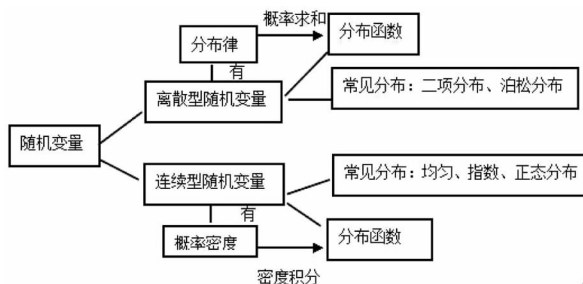 概率求和
分布律
分布函数
有
离散型随机变量
常见分布：二项分布、泊松分布
随机变量
连续型随机变量
常见分布：均匀、指数、正态分布
有
概率密度
分布函数
密度积分